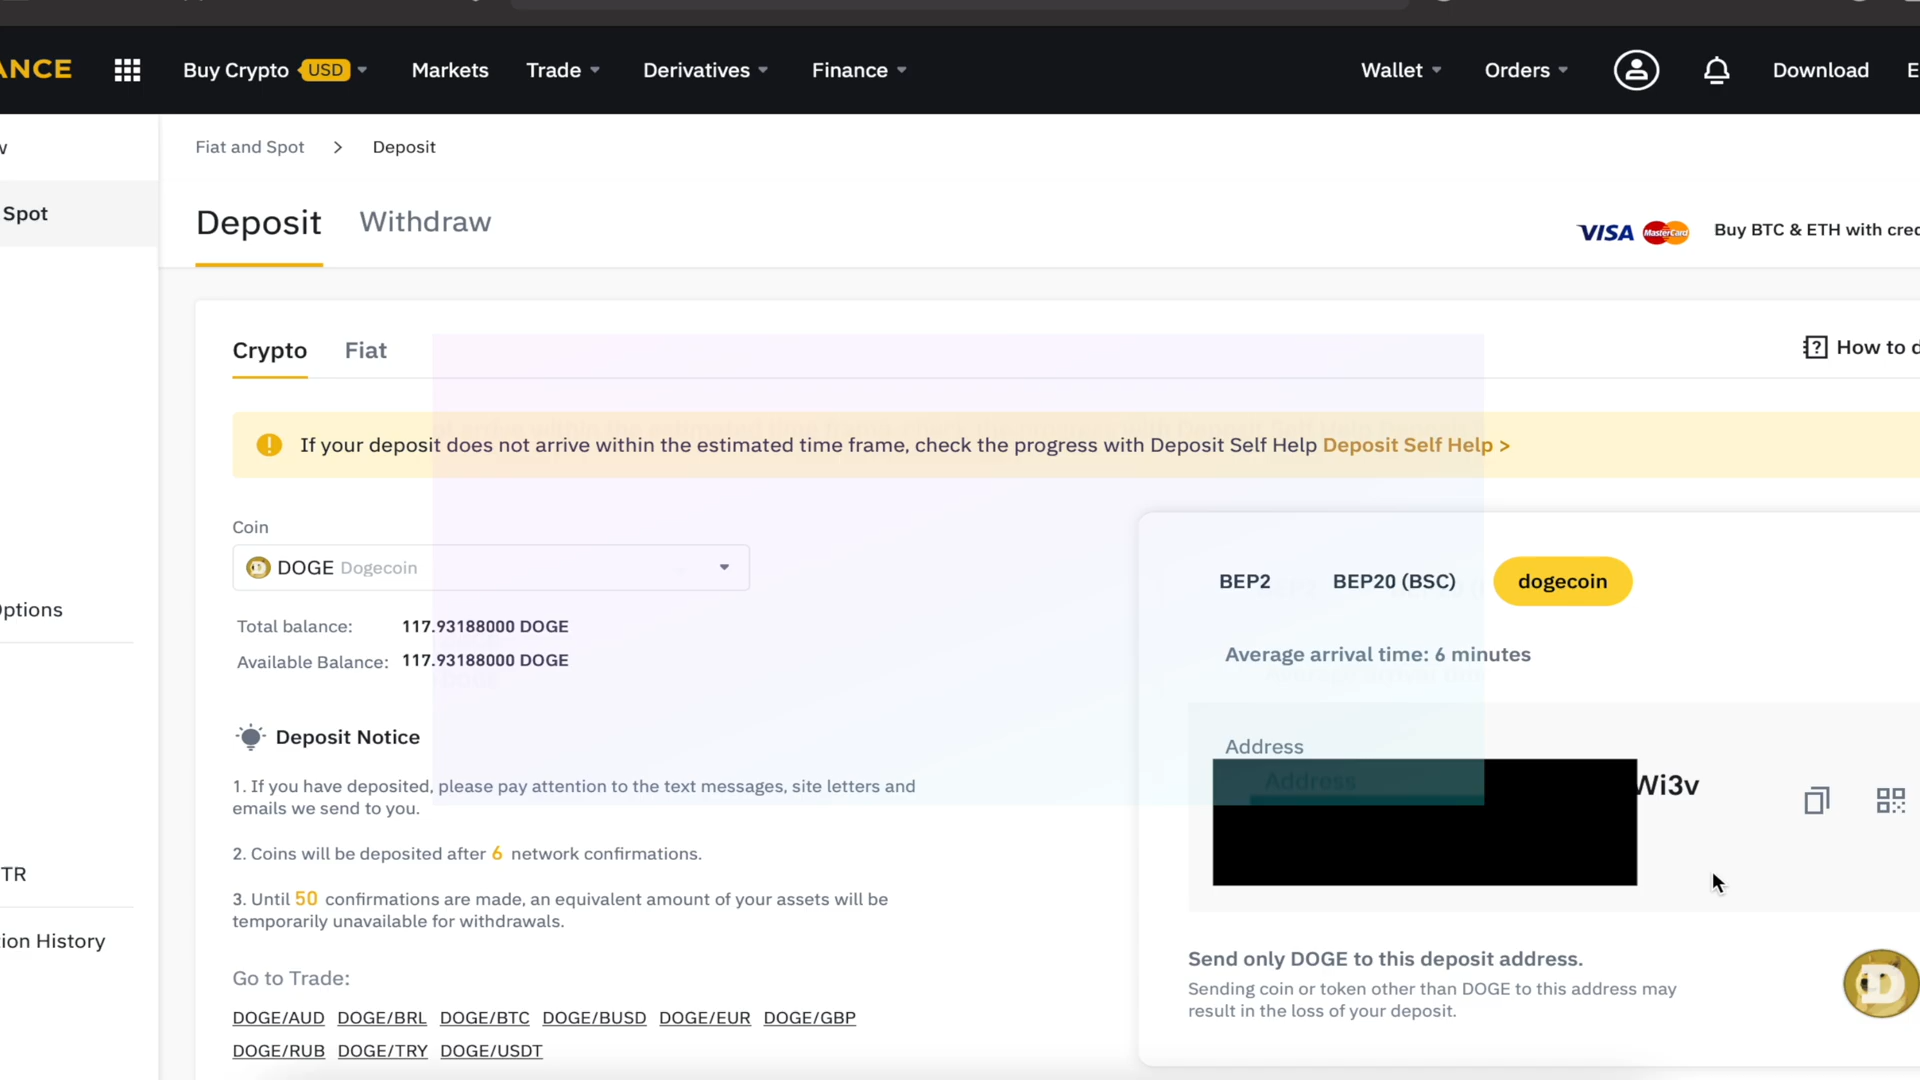 ANCE
Buy Crypto USD
Markets
Trade
Derivatives
Finance
Wallet
Orders
Download
E
w
Fiat and Spot > Deposit
Spot
Deposit
Withdraw
VISA MasterCard Buy BTC & ETH with cred
Crypto
Fiat
How to d
If your deposit does not arrive within the estimated time frame, check the progress with Deposit Self Help Deposit Self Help >
Coin
DOGE Dogecoin
Total balance: 117.93188000 DOGE
Available Balance: 117.93188000 DOGE
ptions
BEP2
BEP20 (BSC)
dogecoin
Average arrival time: 6 minutes
Address
Address
Wi3v
Deposit Notice
1. If you have deposited, please pay attention to the text messages, site letters and
emails we send to you.
2. Coins will be deposited after 6 network confirmations.
3. Until 50 confirmations are made, an equivalent amount of your assets will be
temporarily unavailable for withdrawals.
TR
ion History
Send only DOGE to this deposit address.
Sending coin or token other than DOGE to this address may
result in the loss of your deposit.
Go to Trade:
DOGE/AUD DOGE/BRL DOGE/BTC DOGE/BUSD DOGE/EUR DOGE/GBP
DOGE/RUB DOGE/TRY DOGE/USDT